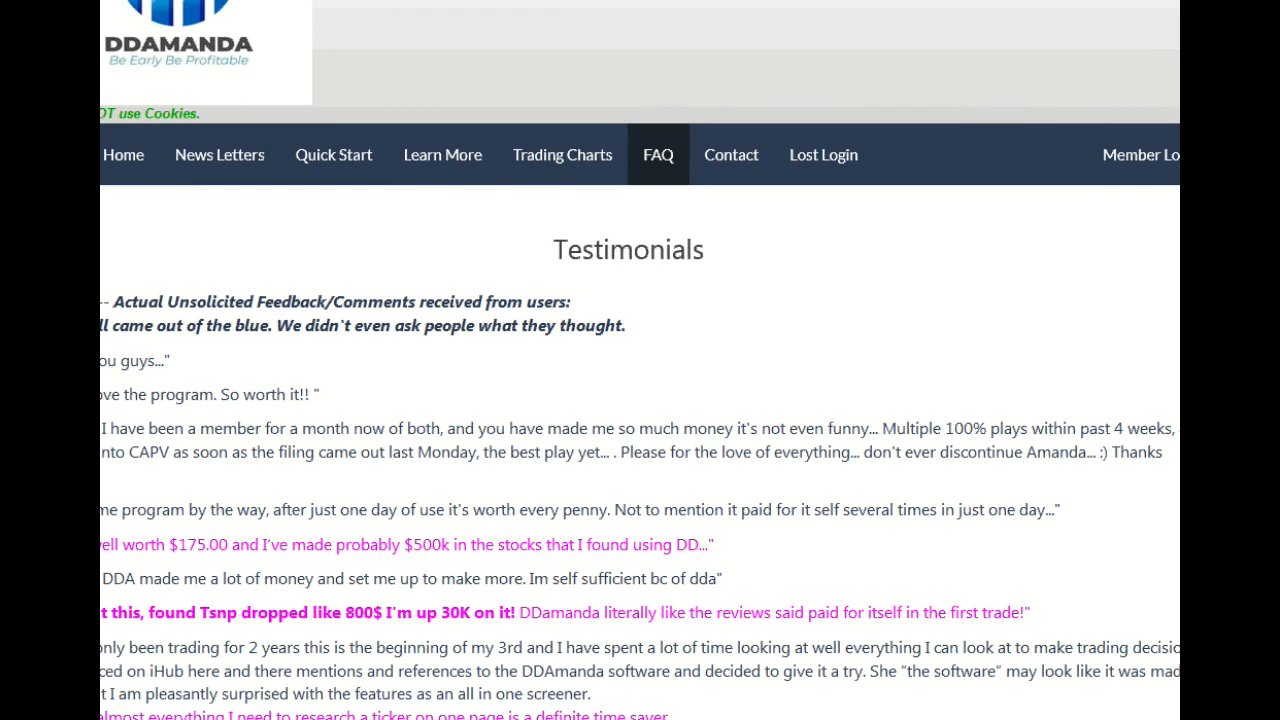 DDAMANDA
Be Early Be Profitable
OT use Cookies.
Home News Letters Quick Start Learn More Trading Charts FAQ Contact Lost Login Member Lo
Testimonials
-- Actual Unsolicited Feedback/Comments received from users:
ll came out of the blue. We didn't even ask people what they thought.
ou guys..."
ove the program. So worth it!! "
I have been a member for a month now of both, and you have made me so much money it's not even funny... Multiple 100% plays within past 4 weeks,
nto CAPV as soon as the filing came out last Monday, the best play yet... . Please for the love of everything... don't ever discontinue Amanda... :) Thanks
me program by the way, after just one day of use it's worth every penny. Not to mention it paid for it self several times in just one day..."
well worth $175.00 and I’ve made probably $500k in the stocks that I found using DD..."
DDA made me a lot of money and set me up to make more. Im self sufficient bc of dda"
t this, found Tsnp dropped like 800$ I'm up 30K on it! DDamanda literally like the reviews said paid for itself in the first trade!"
only been trading for 2 years this is the beginning of my 3rd and I have spent a lot of time looking at well everything I can look at to make trading decisio
ced on iHub here and there mentions and references to the DDAmanda software and decided to give it a try. She “the software” may look like it was mad
t I am pleasantly surprised with the features as an all in one screener.
almost everything I need to research a ticker on one page is a definite time saver